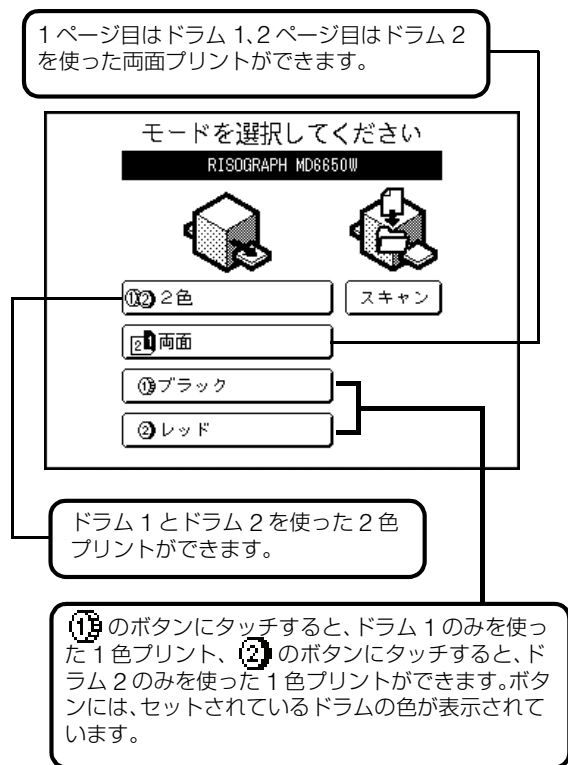 1ページ目はドラム1、2ページ目はドラム2
を使った両面プリントができます。
モードを選択してください
RISOGRAPH MD6650W
①②2色
スキャン
21両面
①ブラック
②レッド
ドラム1とドラム2を使った2色
プリントができます。
①のボタンにタッチすると、ドラム1のみを使っ
た1色プリント、②のボタンにタッチすると、ド
ラム2のみを使った1色プリントができます。ボタ
ンには、セットされているドラムの色が表示されて
います。